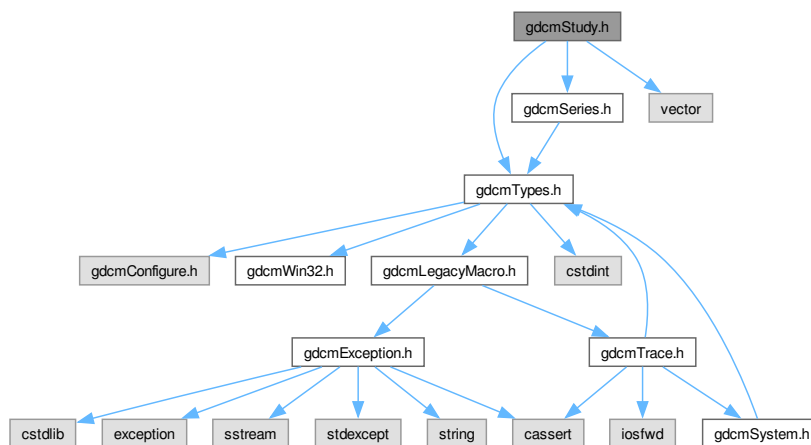 gdcmStudy.h
gdcmSeries.h
vector
gdcmTypes.h
gdcmConfigure.h
gdcmWin32.h
gdcmLegacyMacro.h
cstdint
gdcmException.h
gdcmTrace.h
cstdlib
exception
sstream
stdexcept
string
cassert
iosfwd
gdcmSystem.h